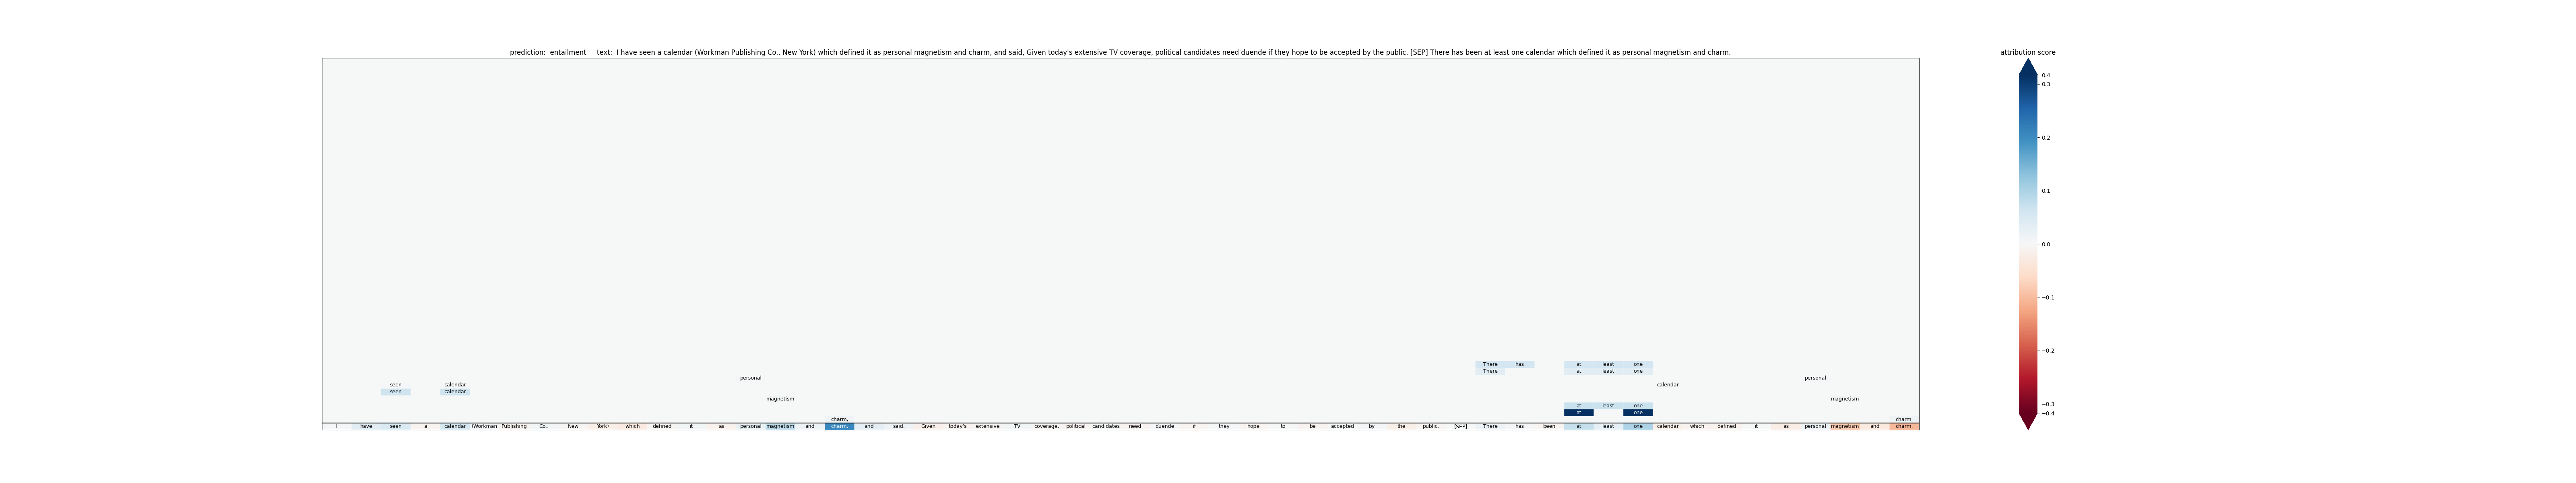 prediction:  entailment     text:  I have seen a calendar (Workman Publishing Co., New York) which defined it as personal magnetism and charm, and said, Given today's extensive TV coverage, political candidates need duende if they hope to be accepted by the public. [SEP] There has been at least one calendar which defined it as personal magnetism and charm.
attribution score
0.4
0.3
0.2
0.1
0.0
−0.1
−0.2
−0.3
−0.4
There has at least one
There at least one
personal personal
seen calendar calendar
seen calendar
magnetism magnetism
at least one
at one
charm, charm.
I have seen a calendar (Workman Publishing Co., New York) which defined it as personal magnetism and charm, and said, Given today's extensive TV coverage, political candidates need duende if they hope to be accepted by the public. [SEP] There has been at least one calendar which defined it as personal magnetism and charm.